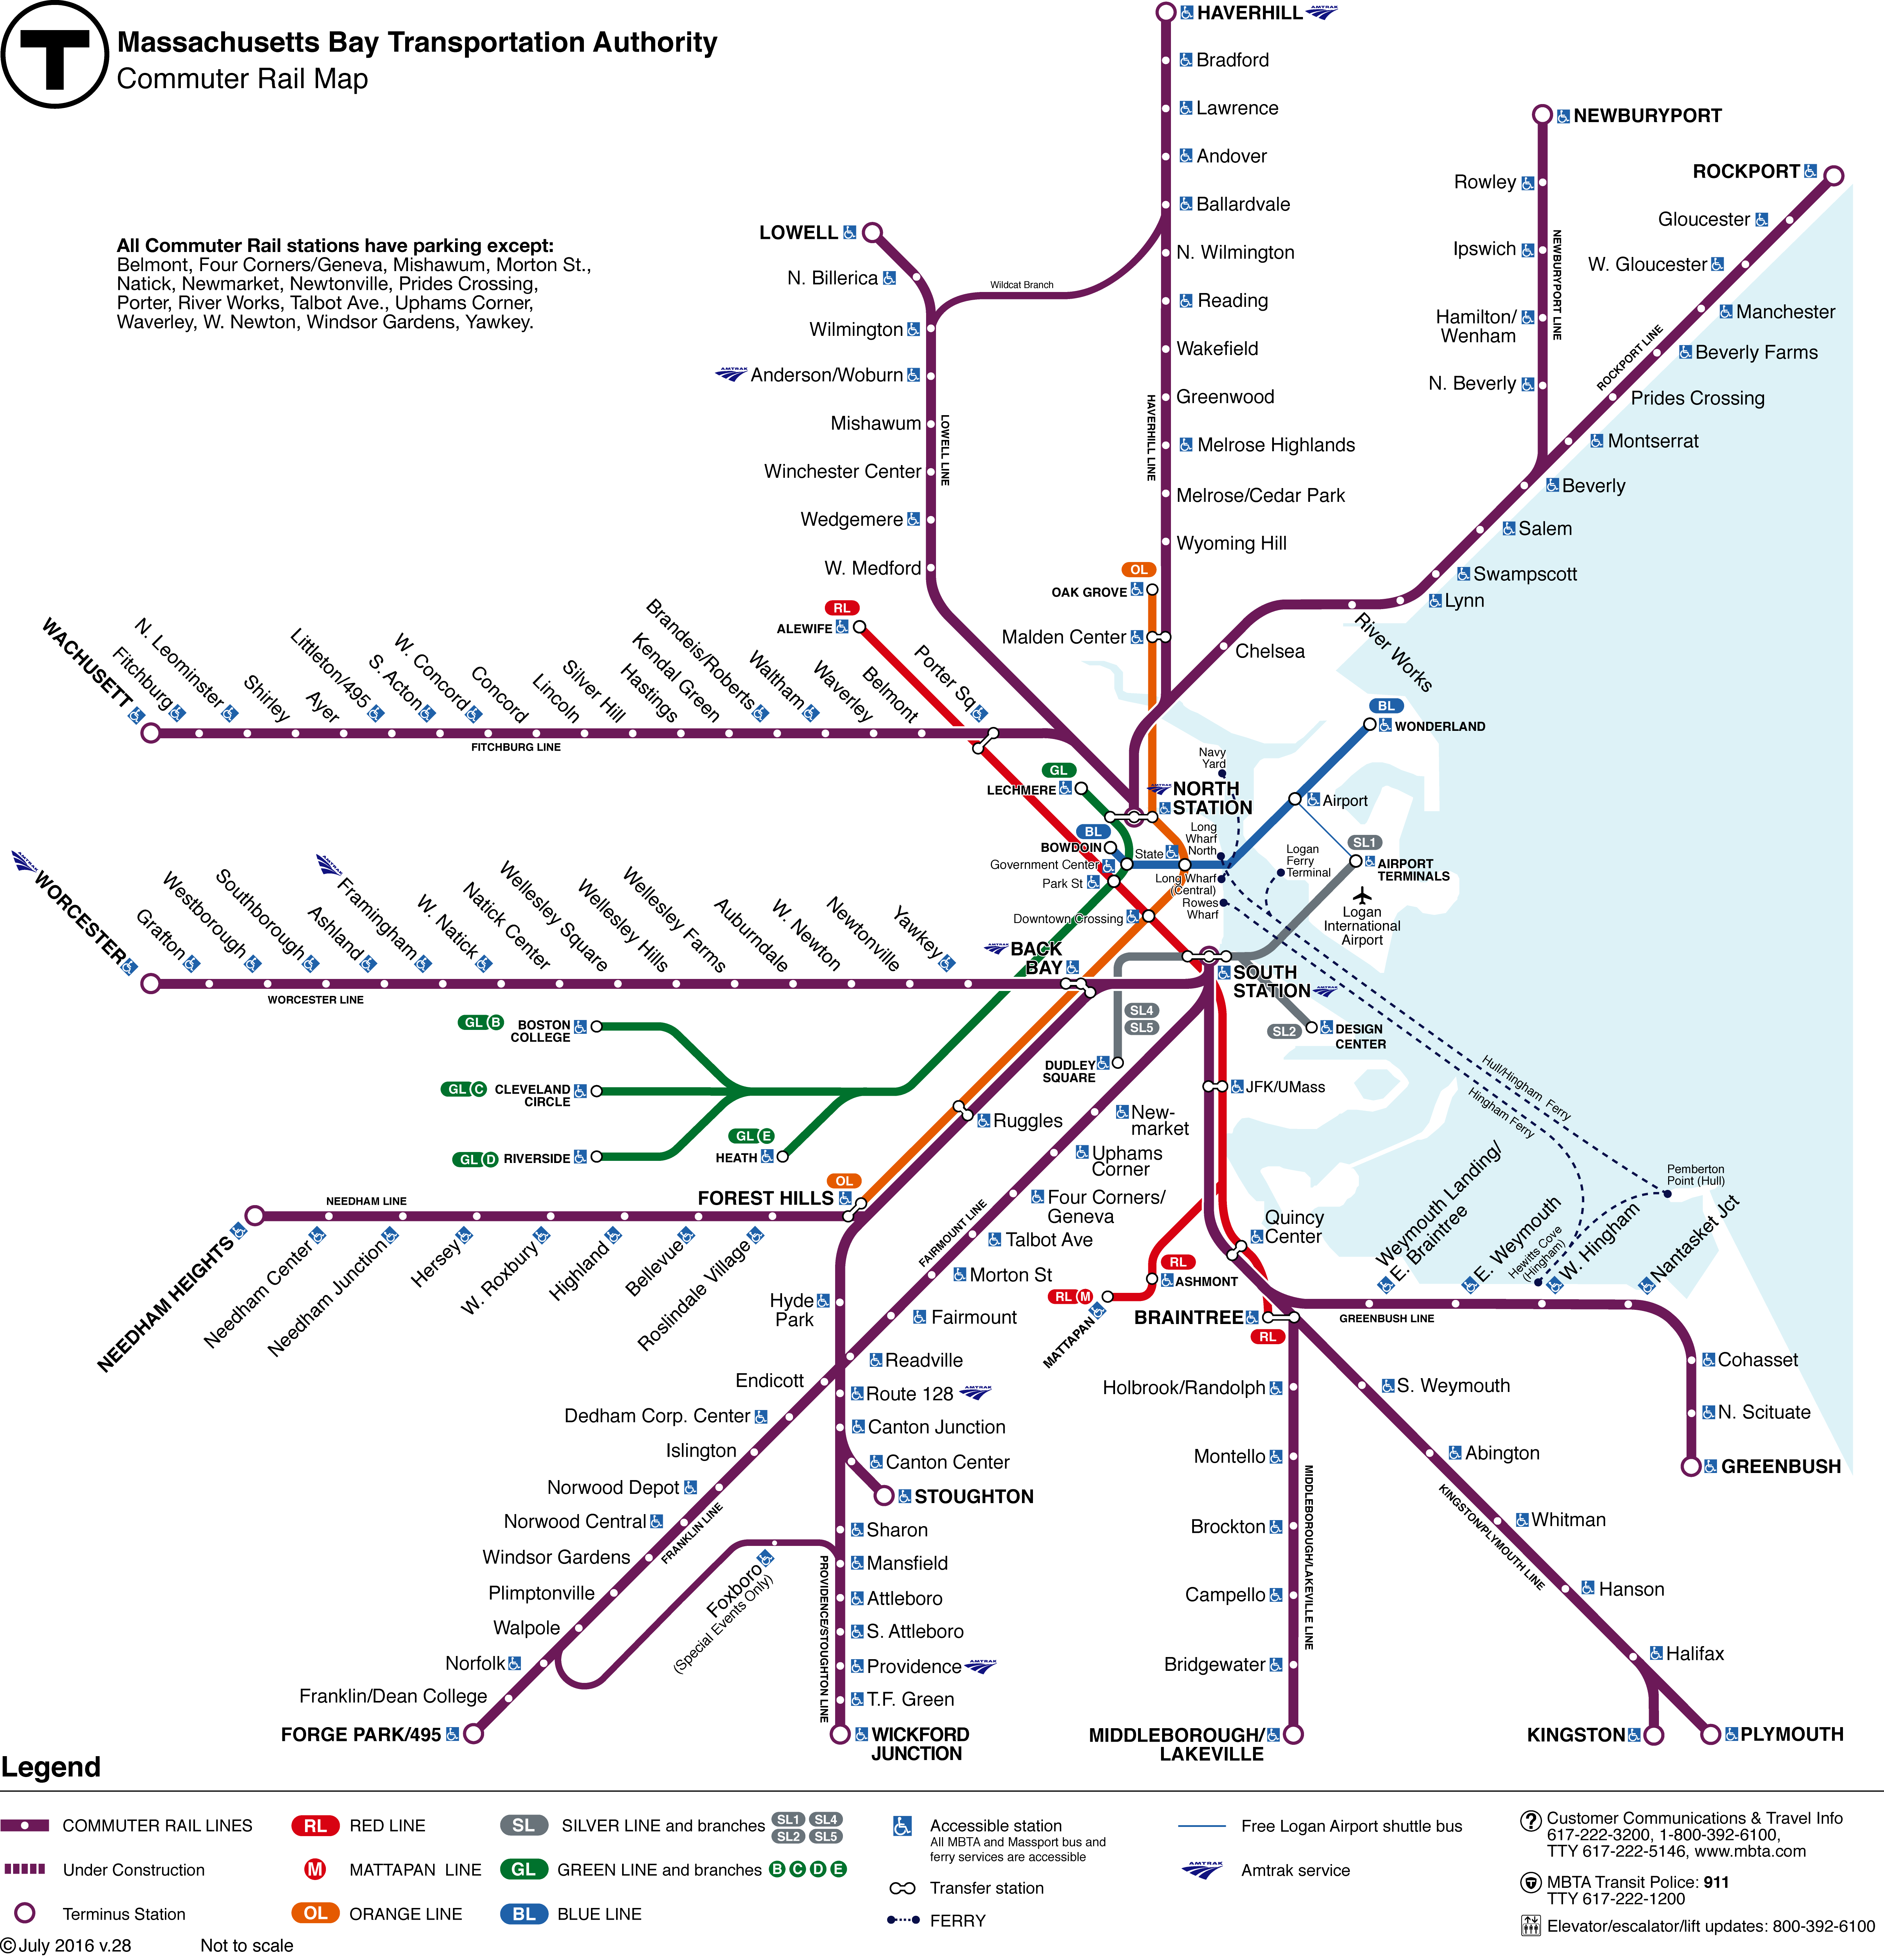 T
Massachusetts Bay Transportation Authority
Commuter Rail Map
All Commuter Rail stations have parking except:
Belmont, Four Corners/Geneva, Mishawum, Morton St.,
Natick, Newmarket, Newtonville, Prides Crossing,
Porter, River Works, Talbot Ave., Uphams Corner,
Waverley, W. Newton, Windsor Gardens, Yawkey.
HAVERHILL AMTRAK
Bradford
Lawrence
Andover
Ballardvale
N. Wilmington
Reading
Wakefield
Greenwood
HAVERHILL LINE
Melrose Highlands
Melrose/Cedar Park
Wyoming Hill
OL
OAK GROVE
Malden Center
NEWBURYPORT
Rowley
Ipswich
NEWBURYPORT LINE
Hamilton/
Wenham
N. Beverly
ROCKPORT
Gloucester
W. Gloucester
Manchester
ROCKPORT LINE
Beverly Farms
Prides Crossing
Montserrat
Beverly
Salem
Swampscott
Lynn
River Works
Chelsea
LOWELL
N. Billerica
Wildcat Branch
Wilmington
AMTRAK Anderson/Woburn
Mishawum
LOWELL LINE
Winchester Center
Wedgemere
W. Medford
RL
ALEWIFE
WACHUSETT
Fitchburg
N. Leominster
Shirley
Ayer
Littleton/495
S. Acton
W. Concord
Concord
Lincoln
Silver Hill
Hastings
Kendal Green
Brandeis/Roberts
Waltham
Waverley
Belmont
Porter Sq
FITCHBURG LINE
BL
WONDERLAND
Navy
Yard
GL
LECHMERE
AMTRAK NORTH
STATION
Airport
BL
BOWDOIN
Government Center
State
Park St
Long
Wharf
North
Long Wharf
(Central)
Rowes
Wharf
Logan
Ferry
Terminal
SL1
AIRPORT
TERMINALS
Logan
International
Airport
Downtown Crossing
AMTRAK BACK
BAY
SOUTH
STATION AMTRAK
AMTRAK
WORCESTER
Grafton
Westborough
Southborough
Ashland
AMTRAK
Framingham
W. Natick
Natick Center
Wellesley Square
Wellesley Hills
Wellesley Farms
Auburndale
W. Newton
Newtonville
Yawkey
WORCESTER LINE
SL4
SL5
SL2
DESIGN
CENTER
DUDLEY
SQUARE
GL B
BOSTON
COLLEGE
GL C
CLEVELAND
CIRCLE
GL D RIVERSIDE
GL E
HEATH
JFK/UMass
Ruggles
New-
market
Uphams
Corner
Four Corners/
Geneva
Talbot Ave
Morton St
Fairmount
FAIRMOUNT LINE
Readville
OL
FOREST HILLS
NEEDHAM LINE
NEEDHAM HEIGHTS
Needham Center
Needham Junction
Hersey
W. Roxbury
Highland
Bellevue
Roslindale Village
Hull/Hingham Ferry
Hingham Ferry
Pemberton
Point (Hull)
Quincy
Center
RL
ASHMONT
RL M
MATTAPAN
BRAINTREE
RL
Weymouth Landing/
E. Braintree
E. Weymouth
Hewitts Cove
(Hingham)
W. Hingham
Nantasket Jct
GREENBUSH LINE
Cohasset
N. Scituate
GREENBUSH
Hyde
Park
Endicott
Dedham Corp. Center
Islington
Norwood Depot
Norwood Central
FRANKLIN LINE
Windsor Gardens
Plimptonville
Walpole
Norfolk
Franklin/Dean College
FORGE PARK/495
Route 128 AMTRAK
Canton Junction
Canton Center
STOUGHTON
Sharon
Mansfield
Foxboro
(Special Events Only)
Attleboro
S. Attleboro
Providence AMTRAK
T.F. Green
PROVIDENCE/STOUGHTON LINE
WICKFORD
JUNCTION
Holbrook/Randolph
Montello
Brockton
Campello
Bridgewater
MIDDLEBOROUGH/LAKEVILLE LINE
MIDDLEBOROUGH/
LAKEVILLE
S. Weymouth
Abington
Whitman
Hanson
Halifax
KINGSTON/PLYMOUTH LINE
KINGSTON
PLYMOUTH
Legend
COMMUTER RAIL LINES
Under Construction
Terminus Station
RL RED LINE
M MATTAPAN LINE
OL ORANGE LINE
SL SILVER LINE and branches SL1 SL4
SL2 SL5
GL GREEN LINE and branches B C D E
BL BLUE LINE
Accessible station
All MBTA and Massport bus and
ferry services are accessible
Transfer station
FERRY
Free Logan Airport shuttle bus
AMTRAK Amtrak service
? Customer Communications & Travel Info
617-222-3200, 1-800-392-6100,
TTY 617-222-5146, www.mbta.com
T MBTA Transit Police: 911
TTY 617-222-1200
Elevator/escalator/lift updates: 800-392-6100
© July 2016 v.28
Not to scale